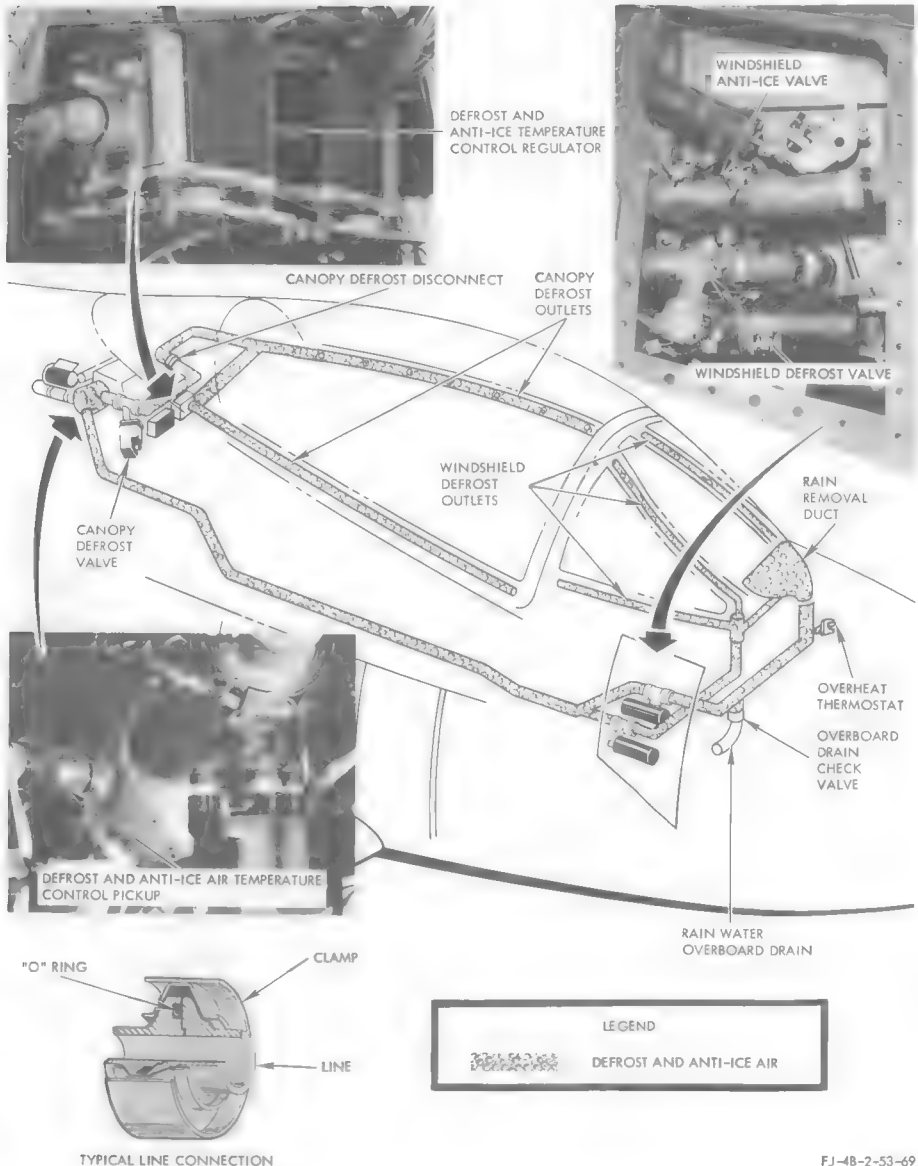 WINDSHIELD
ANTI-ICE VALVE
DEFROST AND
ANTI-ICE TEMPERATURE
CONTROL REGULATOR
CANOPY DEFROST DISCONNECT
CANOPY
DEFROST
OUTLETS
WINDSHIELD DEFROST VALVE
WINDSHIELD
DEFROST
OUTLETS
RAIN
REMOVAL
DUCT
CANOPY
DEFROST
VALVE
OVERHEAT
THERMOSTAT
OVERBOARD
DRAIN
CHECK
VALVE
DEFROST AND ANTI-ICE AIR TEMPERATURE
CONTROL PICKUP
RAIN WATER
OVERBOARD DRAIN
"O" RING
CLAMP
LINE
LEGEND
DEFROST AND ANTI-ICE AIR
TYPICAL LINE CONNECTION
FJ-4B-2-53-69